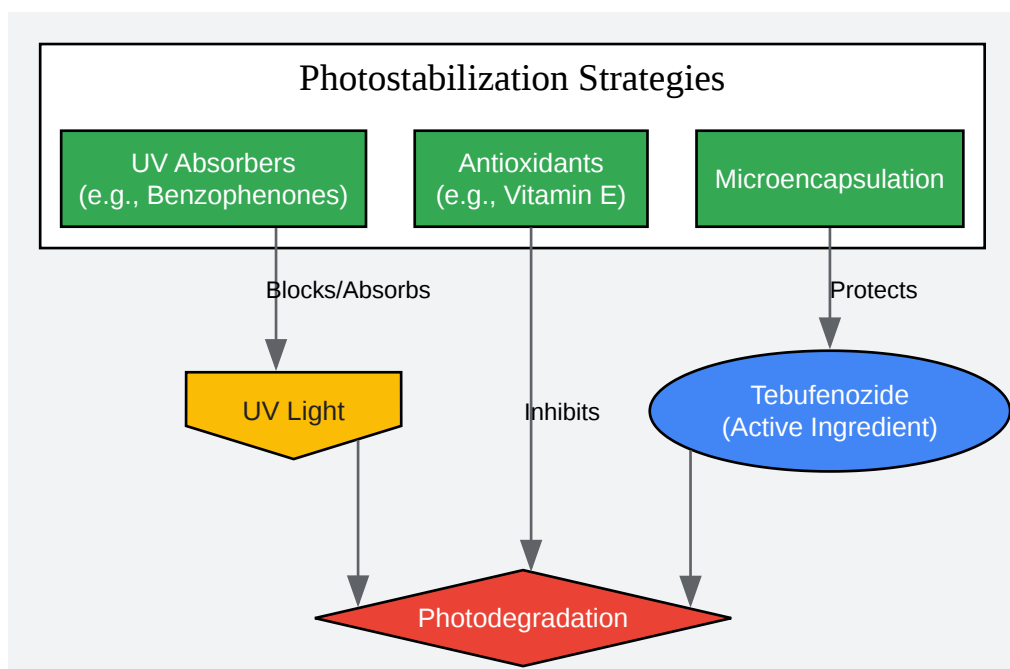 Photostabilization Strategies
UV Absorbers
(e.g., Benzophenones)
Antioxidants
(e.g., Vitamin E)
Microencapsulation
Blocks/Absorbs
Protects
UV Light
Inhibits
Tebufenozide
(Active Ingredient)
Photodegradation